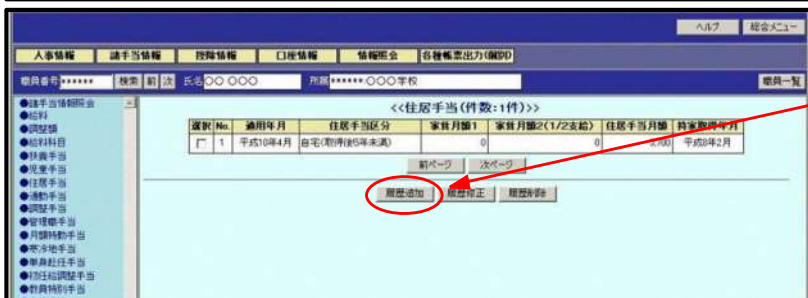 ヘルプ 総合メニュー
人事情報 諸手当情報 控除情報 口座情報 情報照会 各種帳票出力(個別)
職員番号 ****** 検索 前 次 氏名 ○○ ○○○ 所属 ******:○○○学校 職員一覧
●諸手当情報照会
●給料
●調整額
●給料科目
●扶養手当
●児童手当
●住居手当
●通勤手当
●調整手当
●管理職手当
●月額特勤手当
●寒冷地手当
●単身赴任手当
●初任給調整手当
●教員特別手当
<<住居手当(件数:1件)>>
選択 No. 適用年月 住居手当区分 家賃月額1 家賃月額2(1/2支給) 住居手当月額 持家取得年月
1 平成10年4月 自宅(取得後5年未満) 0 0 平成8年2月
前ページ 次ページ
履歴追加 履歴修正 履歴削除